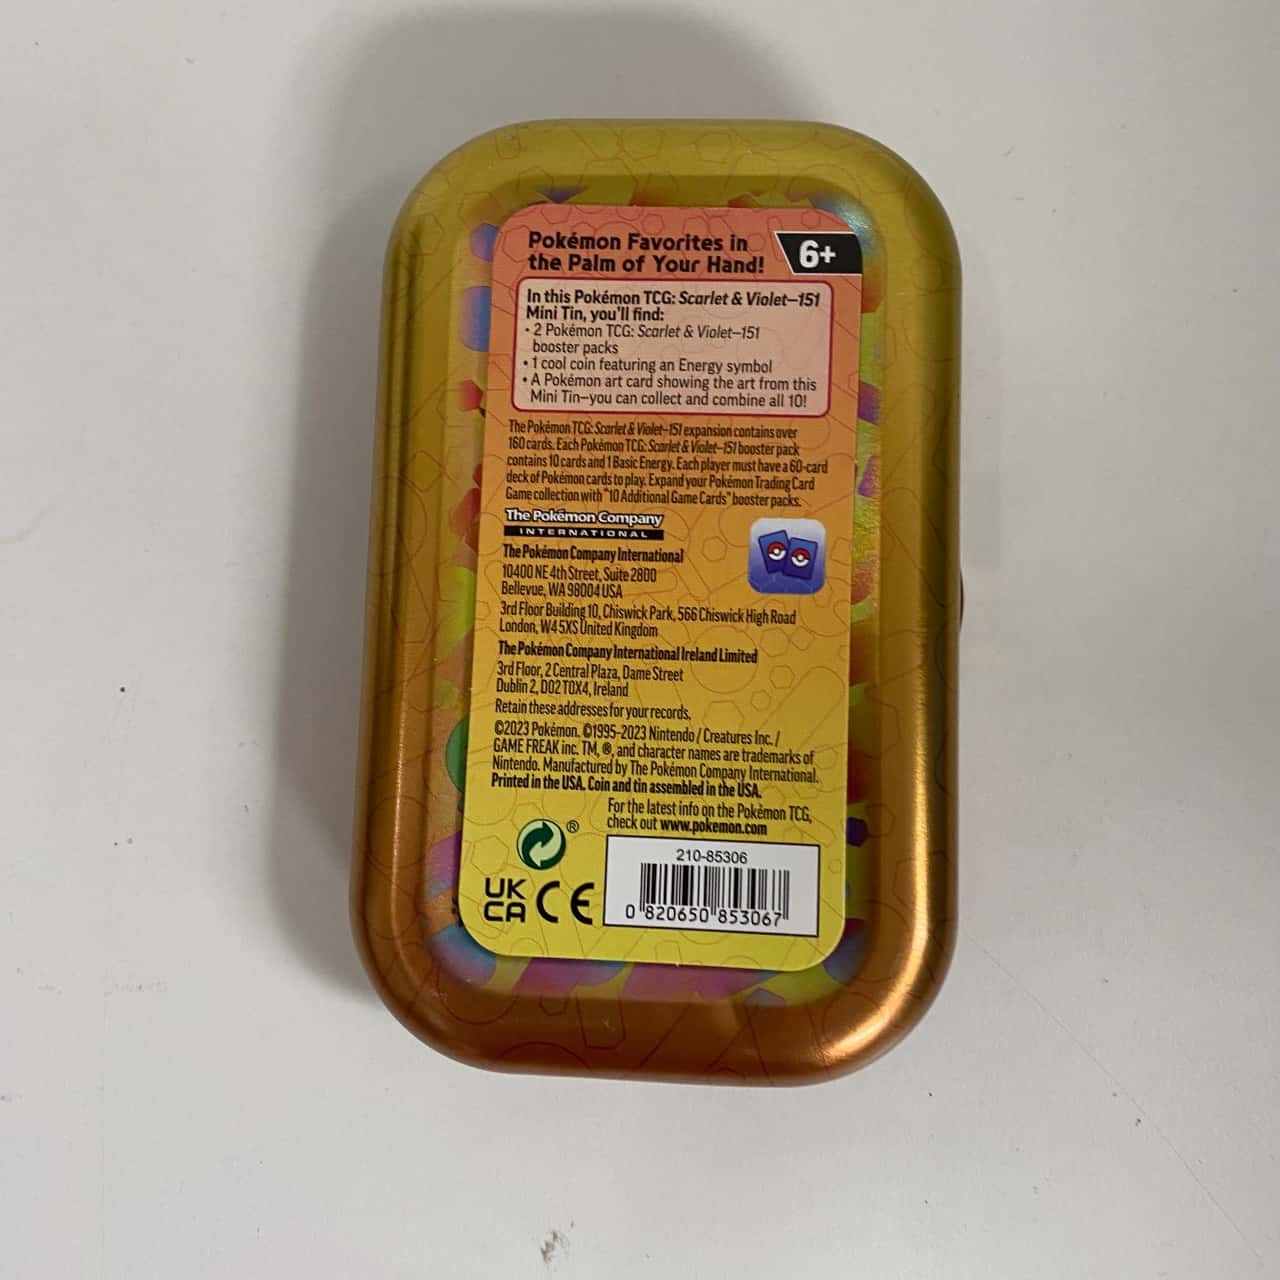 Pokémon Favorites in
the Palm of Your Hand!
6+
In this Pokémon TCG: Scarlet & Violet—151
Mini Tin, you'll find:
• 2 Pokémon TCG: Scarlet & Violet—151
booster packs
• 1 cool coin featuring an Energy symbol
• A Pokémon art card showing the art from this
Mini Tin—you can collect and combine all 10!
The Pokémon TCG: Scarlet & Violet—151 expansion contains over
160 cards. Each Pokémon TCG: Scarlet & Violet—151 booster pack
contains 10 cards and 1 Basic Energy. Each player must have a 60-card
deck of Pokémon cards to play. Expand your Pokémon Trading Card
Game collection with "10 Additional Game Cards" booster packs.
The Pokémon Company
INTERNATIONAL
The Pokémon Company International
10400 NE 4th Street, Suite 2800
Bellevue, WA 98004 USA
3rd Floor Building 10, Chiswick Park, 566 Chiswick High Road
London, W4 5XS United Kingdom
The Pokémon Company International Ireland Limited
3rd Floor, 2 Central Plaza, Dame Street
Dublin 2, D02 T0X4, Ireland
Retain these addresses for your records.
©2023 Pokémon. ©1995–2023 Nintendo / Creatures Inc. /
GAME FREAK inc. TM, ®, and character names are trademarks of
Nintendo. Manufactured by The Pokémon Company International.
Printed in the USA. Coin and tin assembled in the USA.
For the latest info on the Pokémon TCG,
check out www.pokemon.com
®
UK
CA CE
210-85306
0 820650 853067